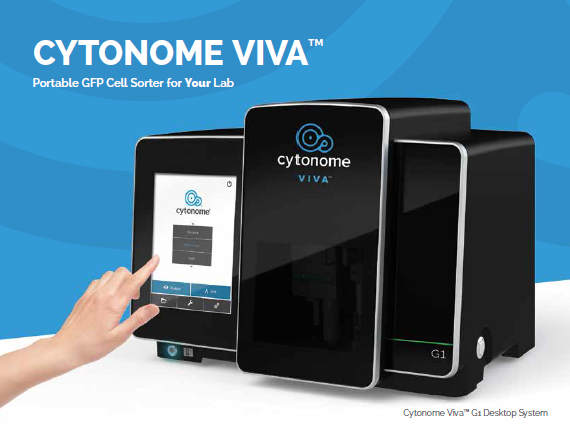 CYTONOME VIVA™
Portable GFP Cell Sorter for Your Lab
cytonome
VIVA™
cytonome
G1
Cytonome Viva™ G1 Desktop System